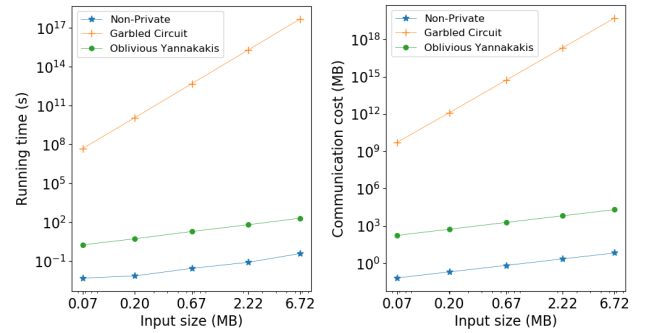 Non-Private
Garbled Circuit
Oblivious Yannakakis
Running time (s)
10^17
10^14
10^11
10^8
10^5
10^2
10^-1
0.07 0.20 0.67 2.22 6.72
Input size (MB)
Non-Private
Garbled Circuit
Oblivious Yannakakis
Communication cost (MB)
10^18
10^15
10^12
10^9
10^6
10^3
10^0
0.07 0.20 0.67 2.22 6.72
Input size (MB)